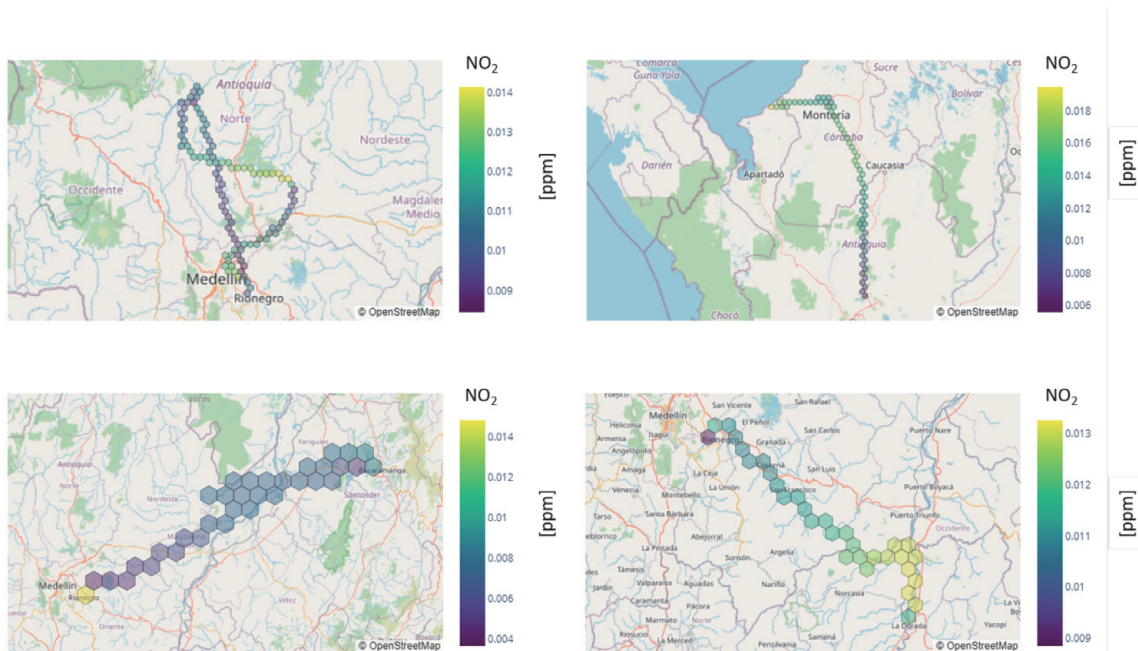 NO₂
0.014
0.013
0.012
0.011
0.01
0.009
[ppm]
Antioquia
Norte
Nordeste
Occidente
Magdalen
Medio
Medellín
Rionegro
© OpenStreetMap
NO₂
0.018
0.016
0.014
0.012
0.01
0.008
0.006
[ppm]
Comarca
Guna Yala
Sucre
Bolívar
Montería
Córdoba
Darién
Caucasia
Apartadó
Antioquia
Chocó
© OpenStreetMap
NO₂
0.014
0.012
0.01
0.008
0.006
0.004
[ppm]
Yariguíes
Antioquia
Bucaramanga
Norte
Nordeste
Santander
Magdalena
Medellín
Rionegro
Vélez
Oriente
© OpenStreetMap
NO₂
0.013
0.012
0.011
0.01
0.009
[ppm]
San Vicente
San Rafael
Medellín
Heliconia
El Peñol
Puerto Nare
Armenia
Itagüí
Rionegro
San Carlos
Angelópolis
Granada
Amagá
La Ceja
Cocorná
San Luis
Venecia
La Unión
Puerto Boyacá
Montebello
San Francisco
Tarso
Santa Bárbara
Puerto Triunfo
Abejorral
Occidente
La Pintada
Sonsón
Argelia
Támesis
Valparaíso
Aguadas
Nariño
Jardín
Caramanta
Norcasia
Pácora
Marmato
Norte
Samaná
La Dorada
Yacopí
Riosucio
La Merced
Pensilvania
© OpenStreetMap